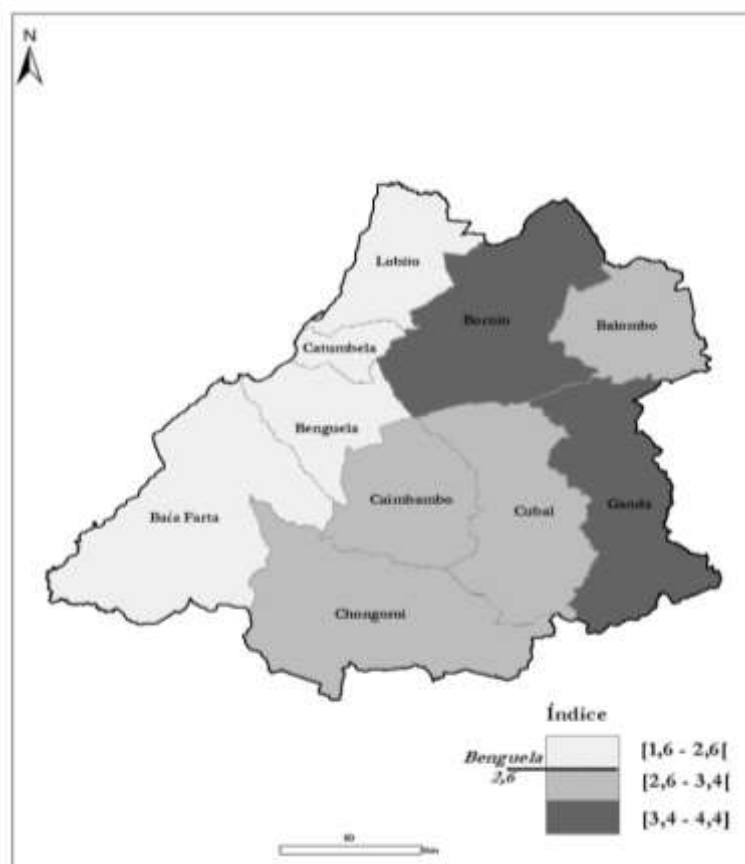 N
Lobito
Bocoio
Balombo
Catumbela
Benguela
Caimbambo
Cubal
Ganda
Baía Farta
Chongoroi
Índice
[1,6 - 2,6[
Benguela
2,6
[2,6 - 3,4[
[3,4 - 4,4]